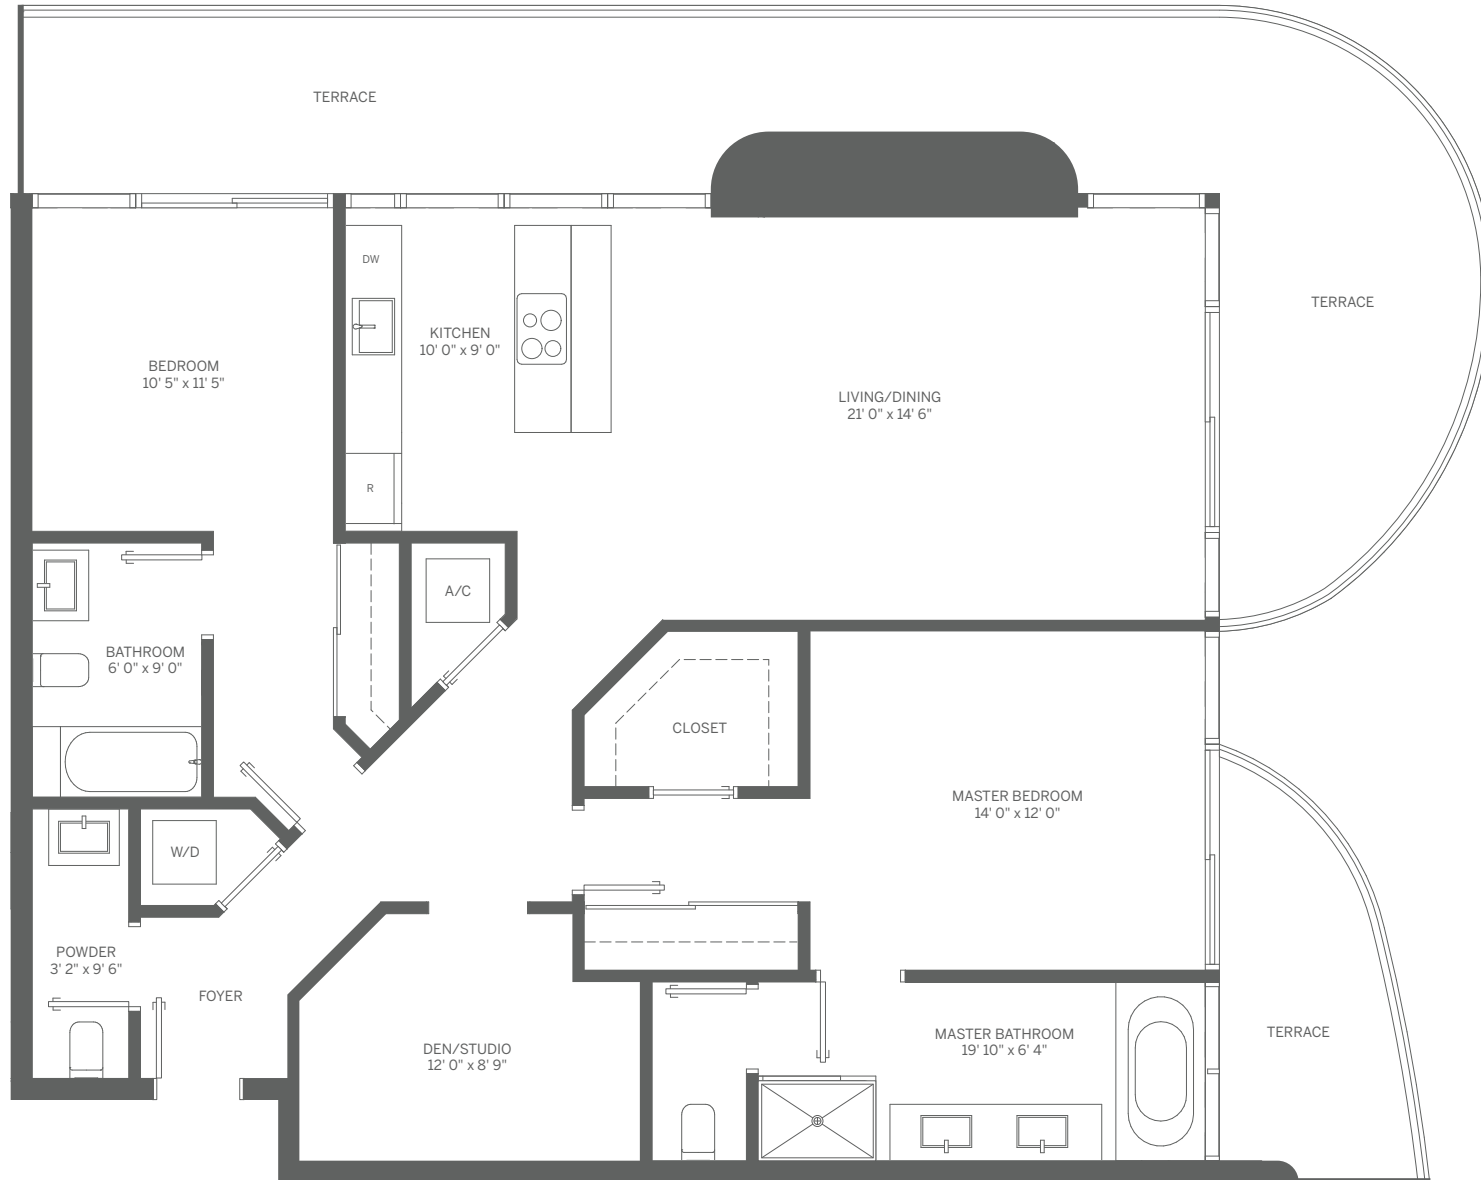 TERRACE
DW
TERRACE
KITCHEN
10' 0" x 9' 0"
BEDROOM
10' 5" x 11' 5"
LIVING/DINING
21' 0" x 14' 6"
R
A/C
BATHROOM
6' 0" x 9' 0"
CLOSET
MASTER BEDROOM
14' 0" x 12' 0"
W/D
POWDER
3' 2" x 9' 6"
FOYER
DEN/STUDIO
12' 0" x 8' 9"
MASTER BATHROOM
19' 10" x 6' 4"
TERRACE